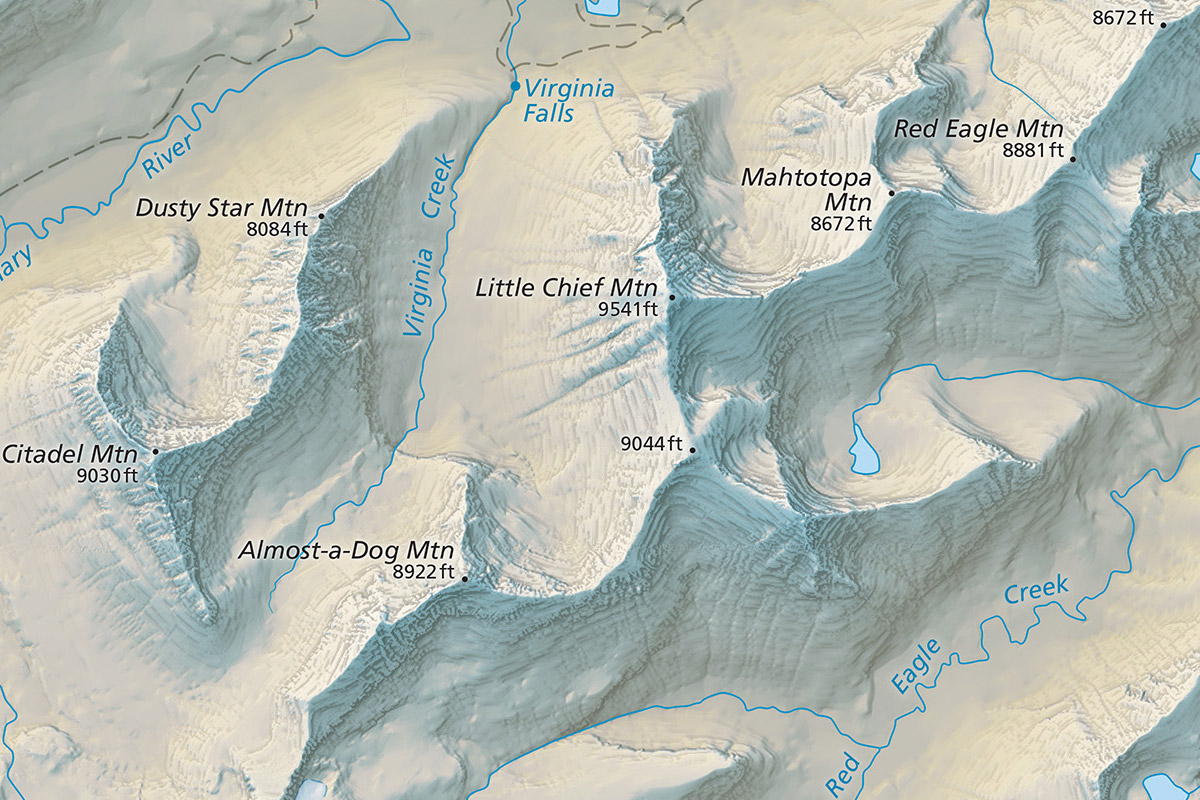 8672 ft
Virginia
Falls
Red Eagle Mtn
8881 ft
River
Mahtotopa
Mtn
8672 ft
Dusty Star Mtn
8084 ft
Virginia Creek
Little Chief Mtn
9541 ft
9044 ft
Citadel Mtn
9030 ft
Almost-a-Dog Mtn
8922 ft
Red Eagle Creek